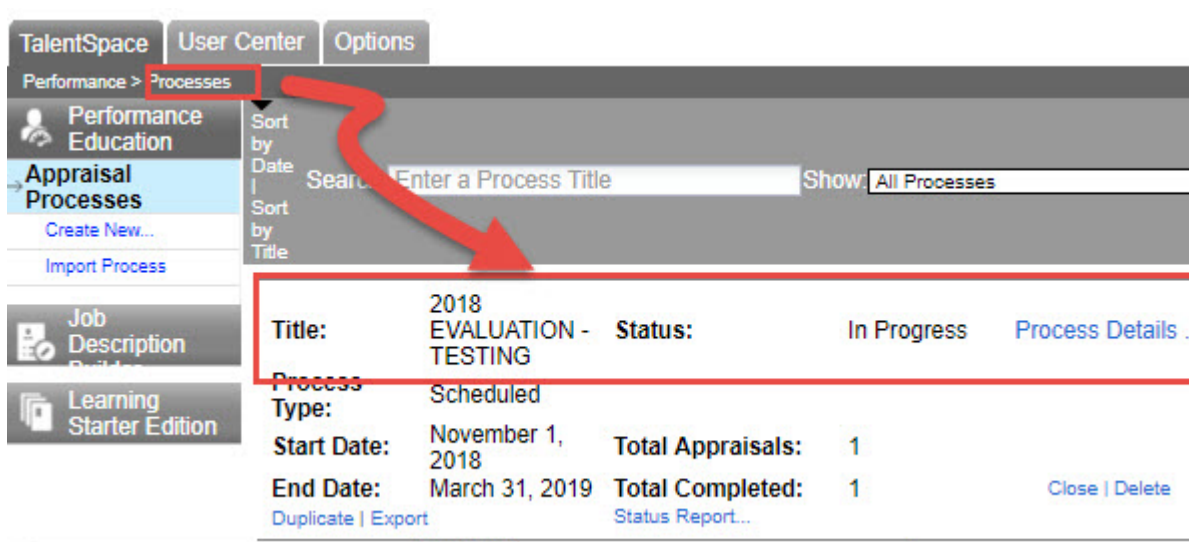 TalentSpace User Center Options
Performance > Processes
Performance
Education
Appraisal
Processes
Create New...
Import Process
Job
Description
Learning
Starter Edition
Sort
by
Date
|
Sort
by
Title
Enter a Process Title
Show: All Processes
Title: 2018 EVALUATION - TESTING Status: In Progress Process Details ..
Process Type: Scheduled
Start Date: November 1, 2018 Total Appraisals: 1
End Date: March 31, 2019 Total Completed: 1 Close | Delete
Duplicate | Export Status Report...